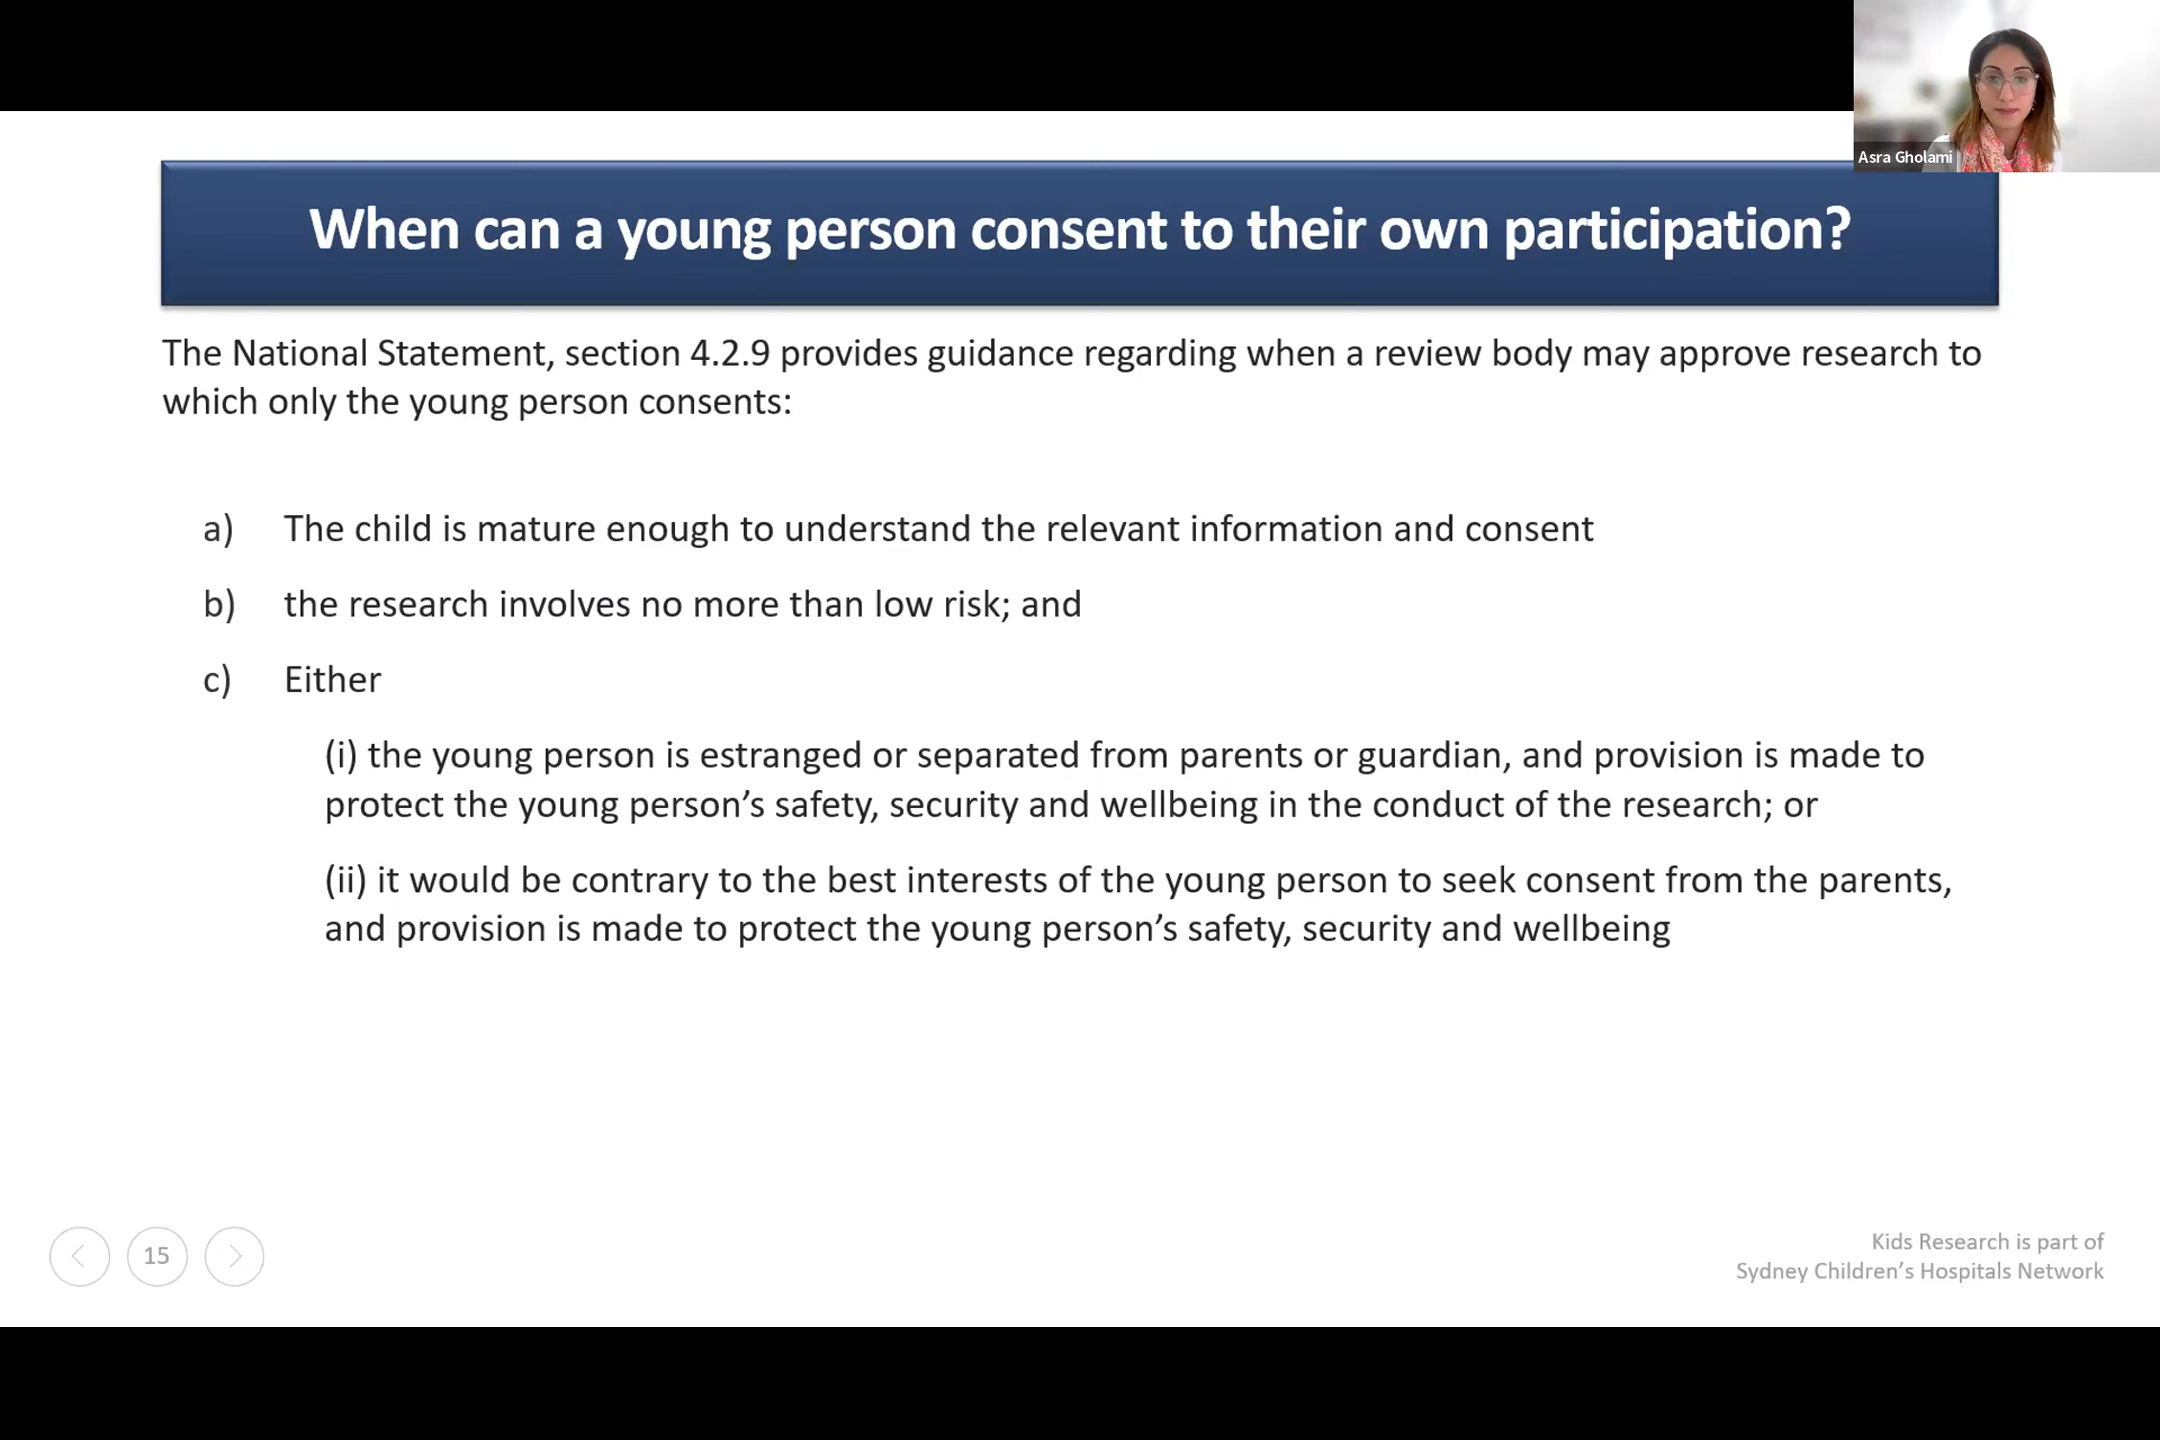 Asra Gholami
When can a young person consent to their own participation?
The National Statement, section 4.2.9 provides guidance regarding when a review body may approve research to
which only the young person consents:
a) The child is mature enough to understand the relevant information and consent
b) the research involves no more than low risk; and
c) Either
(i) the young person is estranged or separated from parents or guardian, and provision is made to
protect the young person’s safety, security and wellbeing in the conduct of the research; or
(ii) it would be contrary to the best interests of the young person to seek consent from the parents,
and provision is made to protect the young person’s safety, security and wellbeing
15
Kids Research is part of
Sydney Children’s Hospitals Network